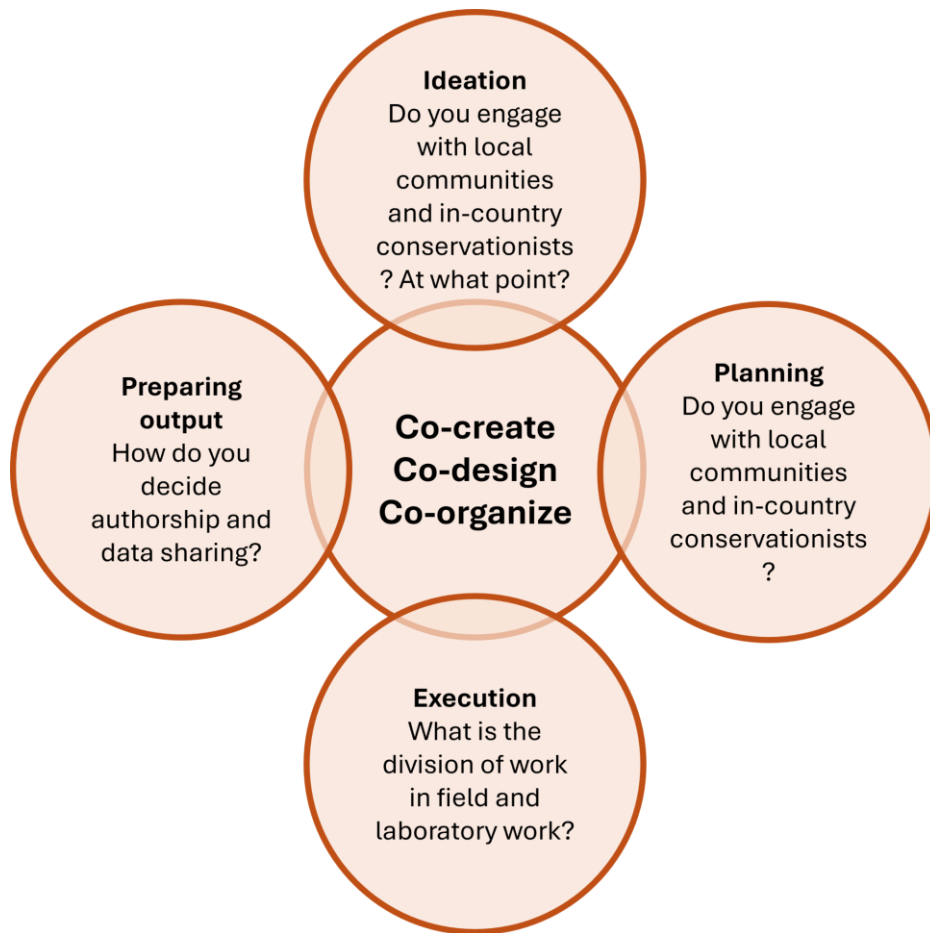 Ideation
Do you engage
with local
communities
and in-country
conservationists
? At what point?
Preparing
output
How do you
decide
authorship and
data sharing?
Co-create
Co-design
Co-organize
Planning
Do you engage
with local
communities
and in-country
conservationists
?
Execution
What is the
division of work
in field and
laboratory work?